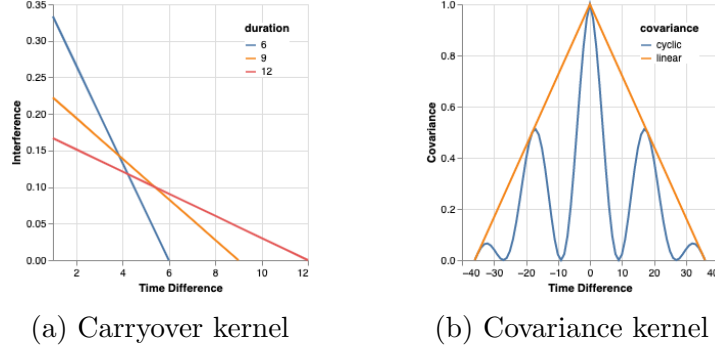 0.35
0.30
0.25
0.20
0.15
0.10
0.05
0.00
Interference
2 4 6 8 10 12
Time Difference
duration
6
9
12
(a) Carryover kernel
1.0
0.8
0.6
0.4
0.2
0.0
Covariance
−40 −30 −20 −10 0 10 20 30 40
Time Difference
covariance
cyclic
linear
(b) Covariance kernel